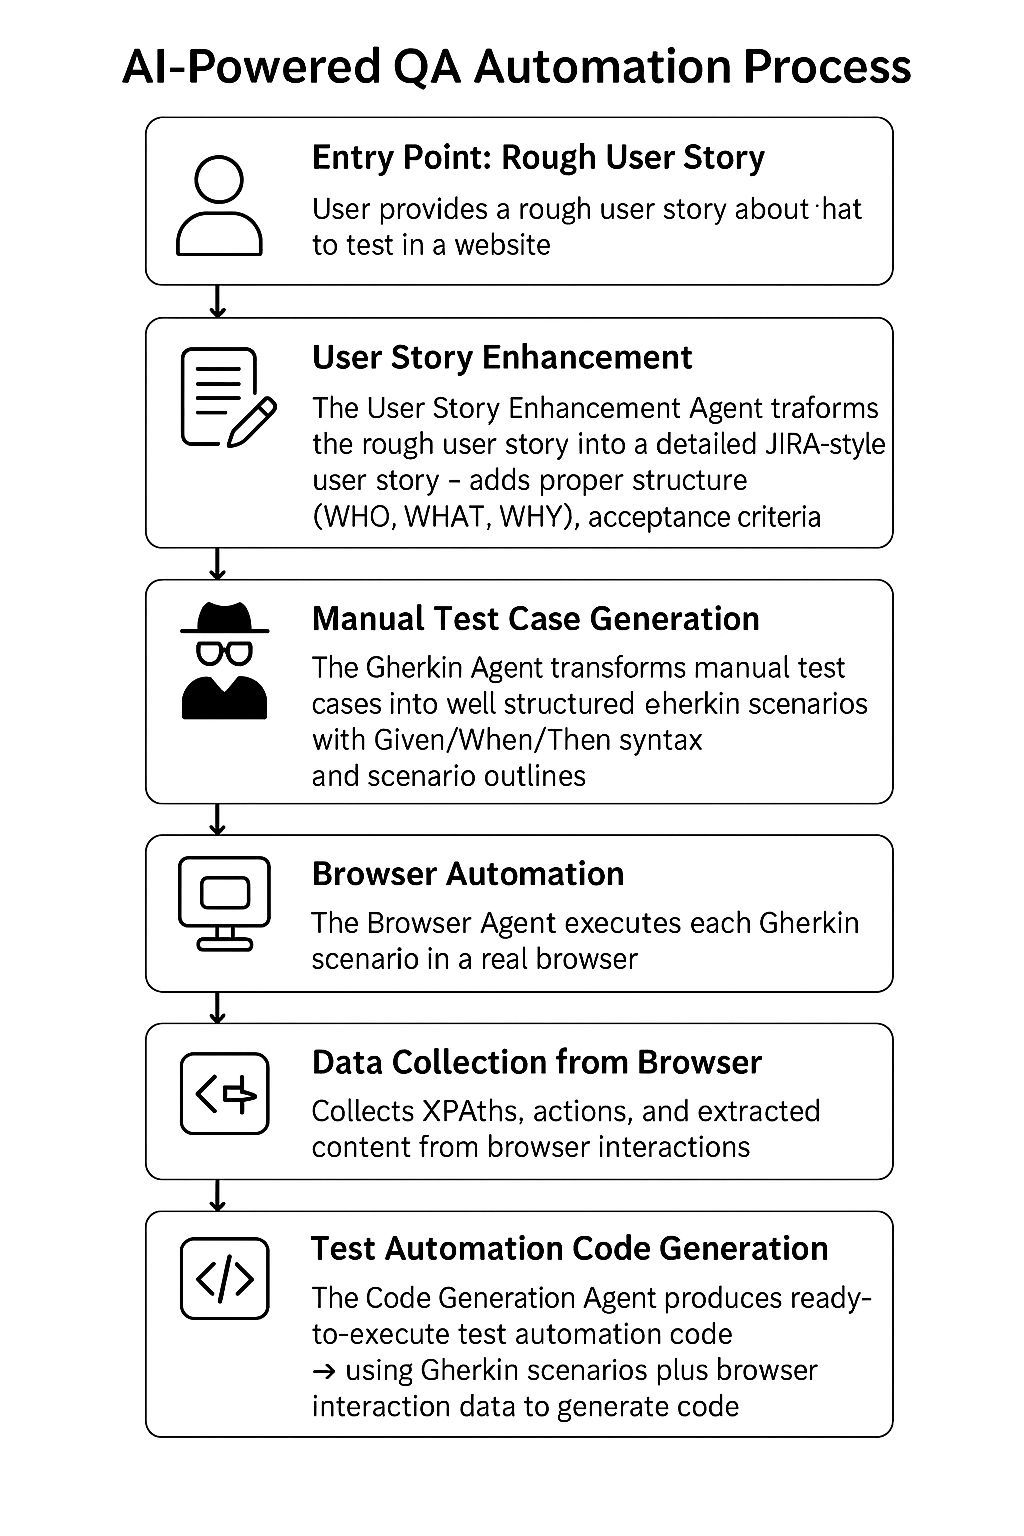 AI-Powered QA Automation Process
Entry Point: Rough User Story
User provides a rough user story about ·hat
to test in a website
User Story Enhancement
The User Story Enhancement Agent traforms
the rough user story into a detailed JIRA-style
user story – adds proper structure
(WHO, WHAT, WHY), acceptance criteria
Manual Test Case Generation
The Gherkin Agent transforms manual test
cases into well structured eherkin scenarios
with Given/When/Then syntax
and scenario outlines
Browser Automation
The Browser Agent executes each Gherkin
scenario in a real browser
Data Collection from Browser
Collects XPAths, actions, and extracted
content from browser interactions
Test Automation Code Generation
The Code Generation Agent produces ready-
to-execute test automation code
→ using Gherkin scenarios plus browser
interaction data to generate code